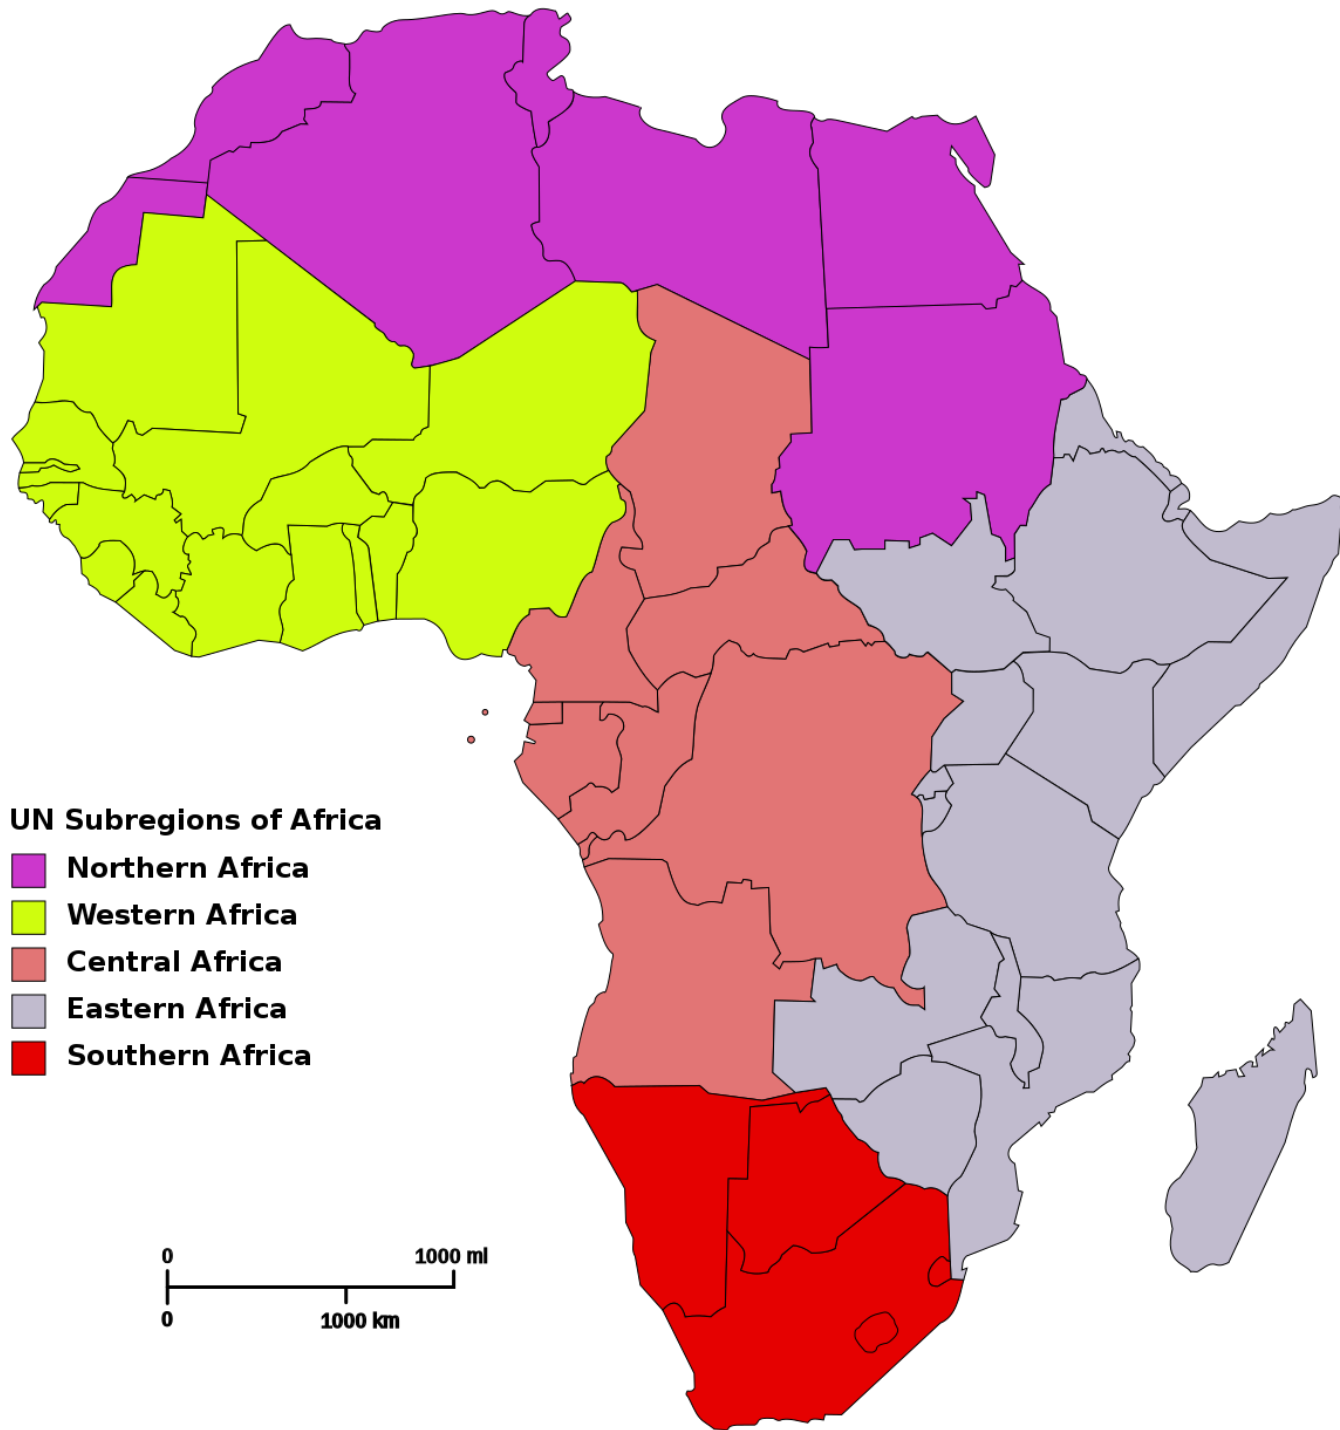 UN Subregions of Africa
Northern Africa
Western Africa
Central Africa
Eastern Africa
Southern Africa
0 1000 mi
0 1000 km